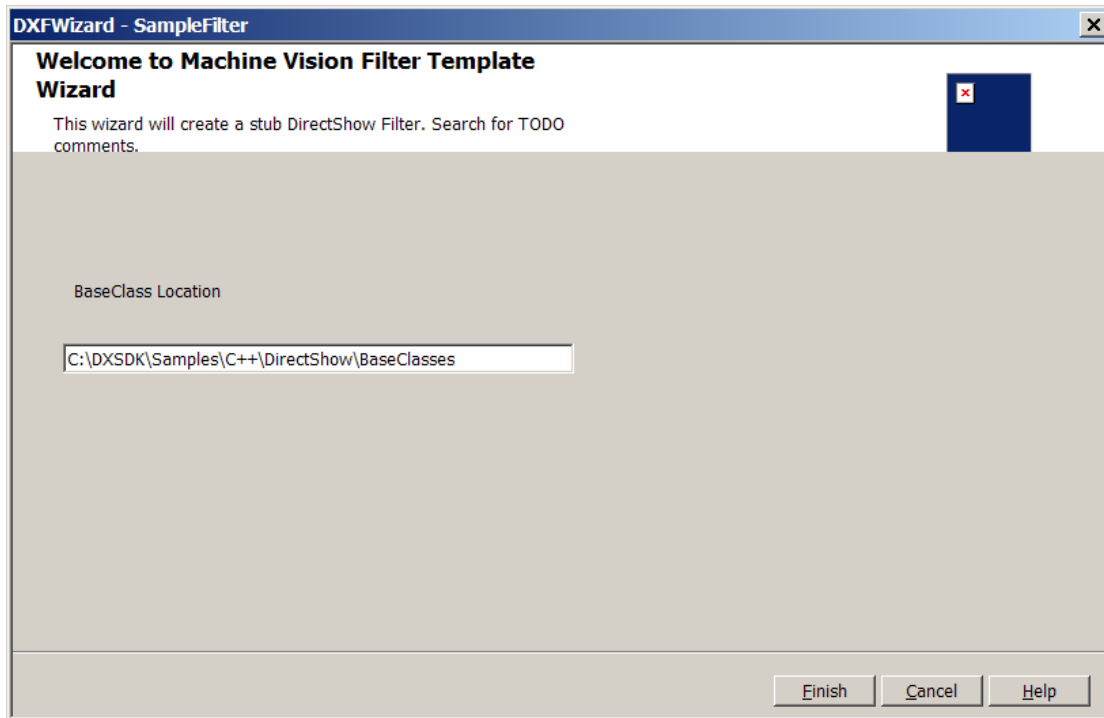 DXFWizard - SampleFilter
Welcome to Machine Vision Filter Template
Wizard
This wizard will create a stub DirectShow Filter. Search for TODO
comments.
BaseClass Location
C:\DXSDK\Samples\C++\DirectShow\BaseClasses
Finish Cancel Help